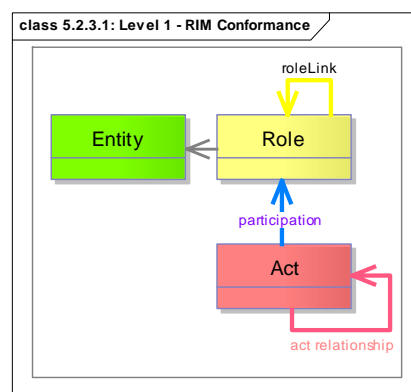 class 5.2.3.1: Level 1 - RIM Conformance
roleLink
Entity
Role
participation
Act
act relationship